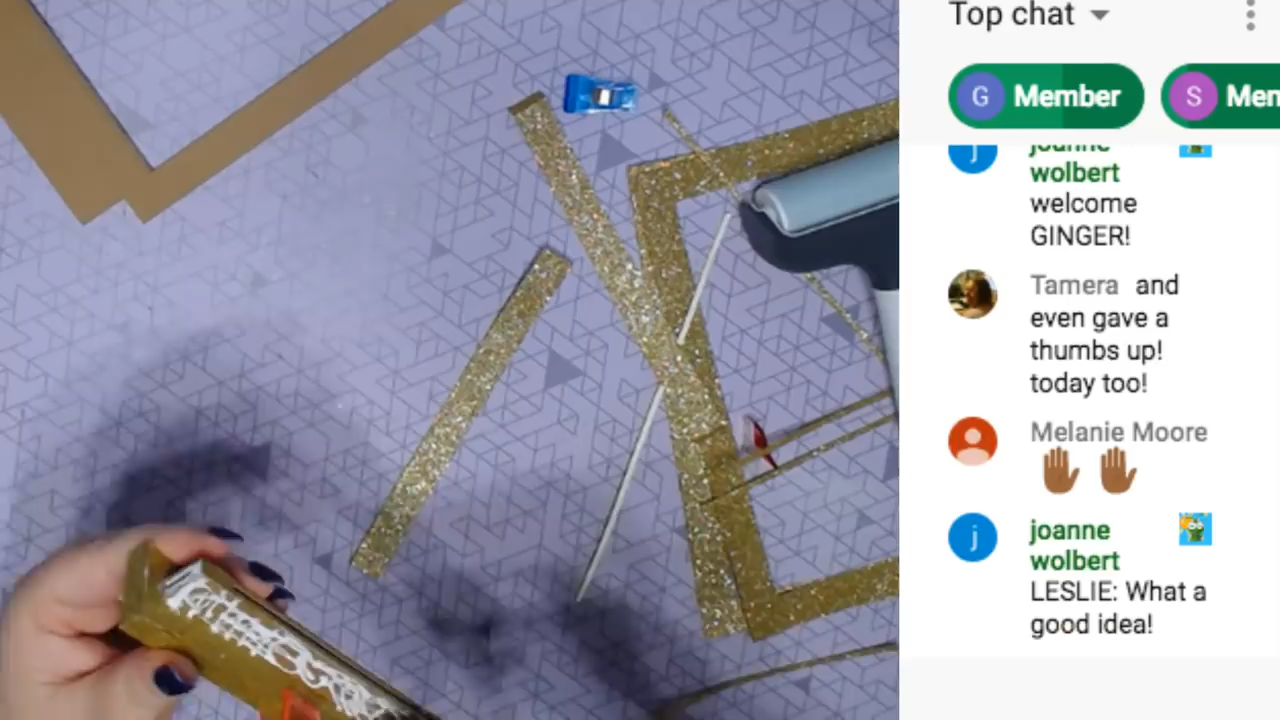 Top chat
G Member
S Men
joanne
wolbert
welcome
GINGER!
Tamera and
even gave a
thumbs up!
today too!
Melanie Moore
j joanne
wolbert
LESLIE: What a
good idea!